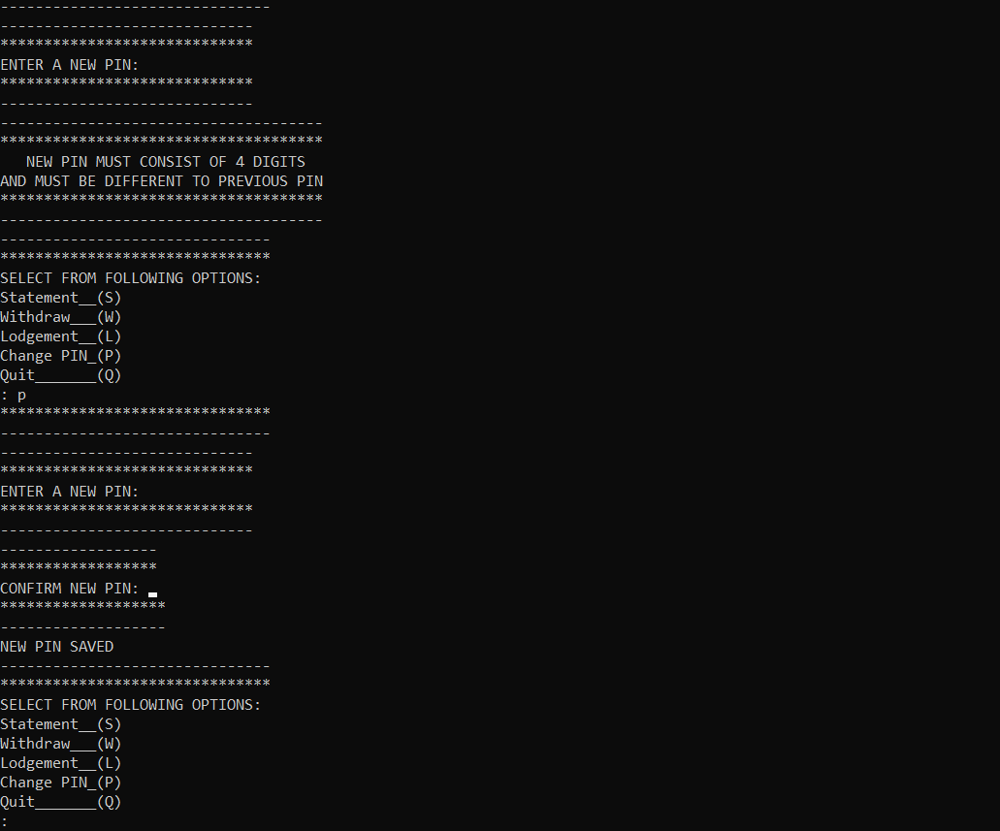 -------------------------------
-----------------------------
*****************************
ENTER A NEW PIN:
*****************************
-----------------------------
-------------------------------------
*************************************
   NEW PIN MUST CONSIST OF 4 DIGITS
AND MUST BE DIFFERENT TO PREVIOUS PIN
*************************************
-------------------------------------
-------------------------------
*******************************
SELECT FROM FOLLOWING OPTIONS:
Statement__(S)
Withdraw___(W)
Lodgement__(L)
Change PIN_(P)
Quit_______(Q)
: p
*******************************
-------------------------------
-----------------------------
*****************************
ENTER A NEW PIN:
*****************************
-----------------------------
------------------
******************
CONFIRM NEW PIN:
*******************
-------------------
NEW PIN SAVED
-------------------------------
*******************************
SELECT FROM FOLLOWING OPTIONS:
Statement__(S)
Withdraw___(W)
Lodgement__(L)
Change PIN_(P)
Quit_______(Q)
: